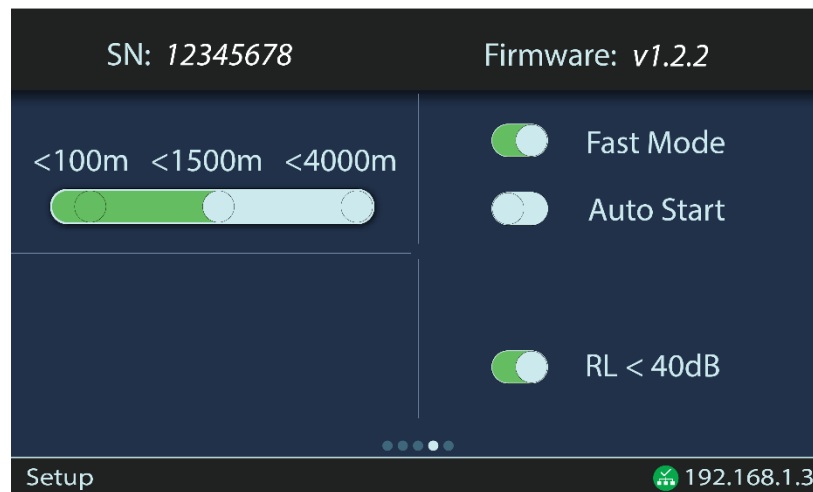 SN: 12345678 Firmware: v1.2.2
<100m <1500m <4000m
Fast Mode
Auto Start
RL < 40dB
Setup 192.168.1.3